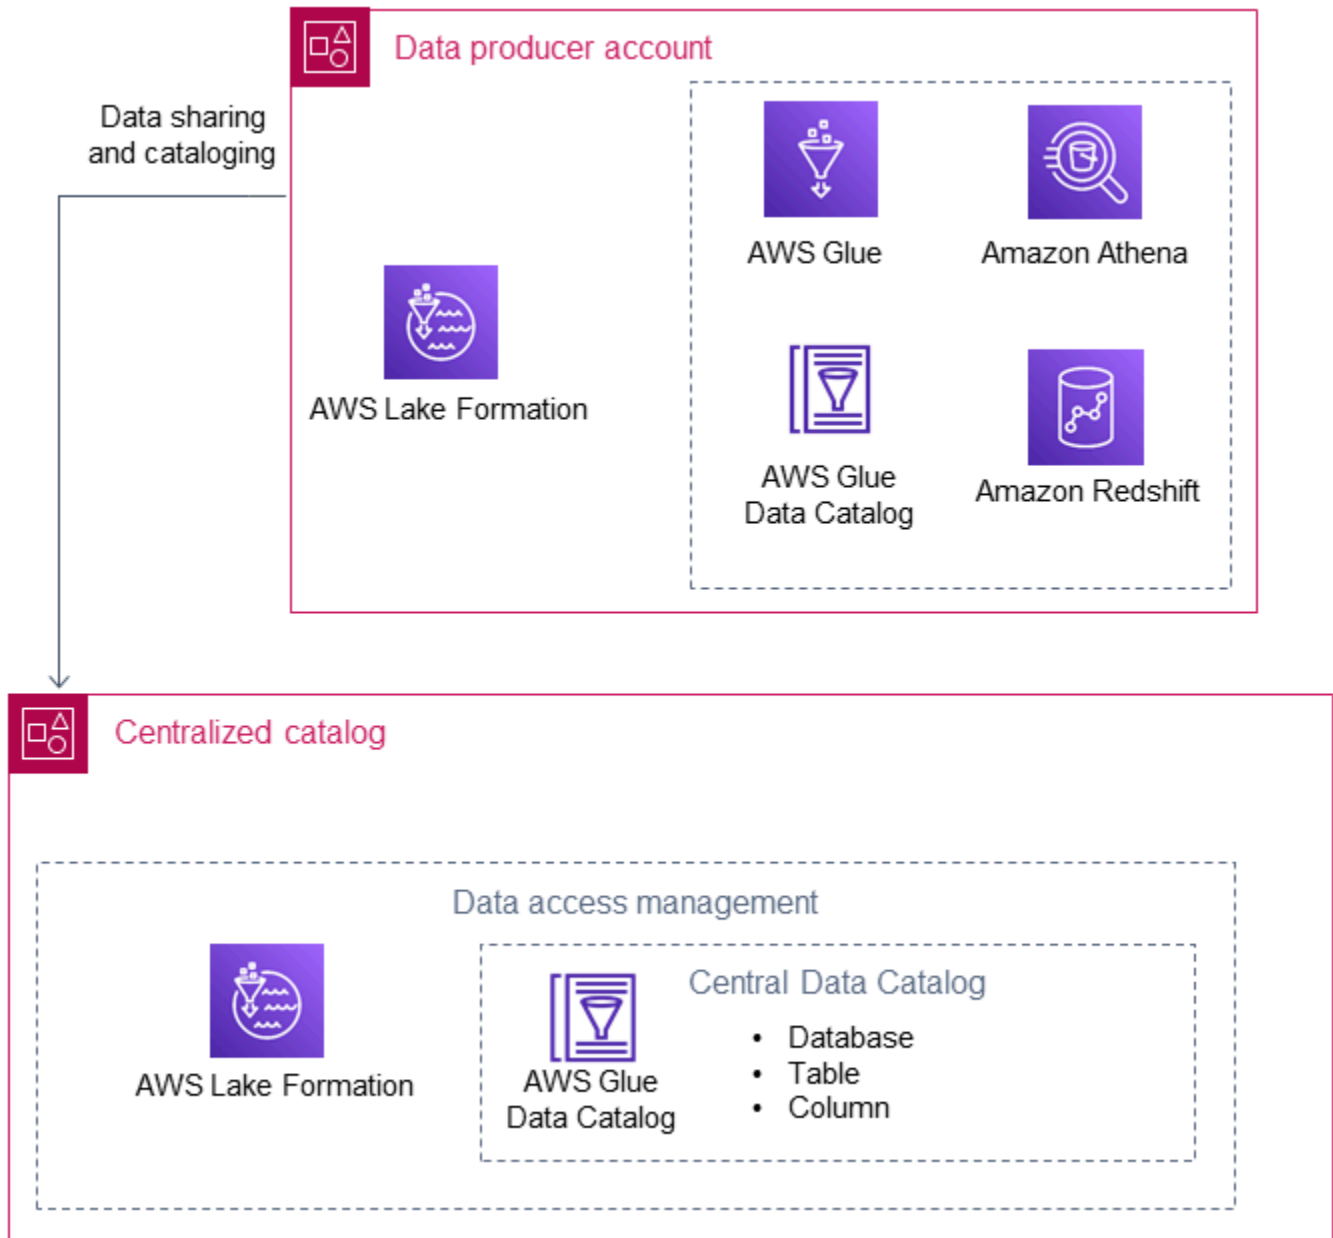 Data producer account
Data sharing
and cataloging
AWS Glue
Amazon Athena
AWS Lake Formation
AWS Glue
Data Catalog
Amazon Redshift
Centralized catalog
Data access management
Central Data Catalog
• Database
• Table
• Column
AWS Lake Formation
AWS Glue
Data Catalog